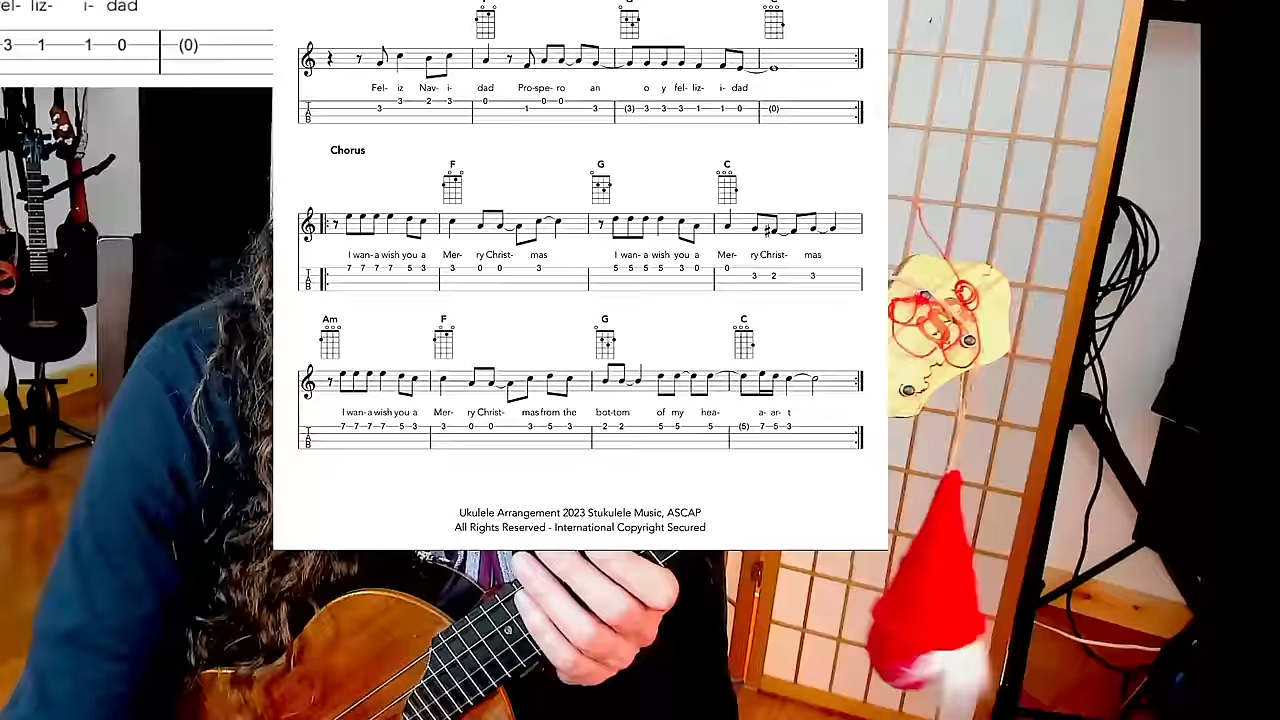 el- liz- i- dad
3 1 1 0 (0)
G
Fel- iz Nav- i- dad Pro-spe- ro an o y fel- liz- i- dad
3 3 2 3 0 1 0 0 3 (3) 3 3 3 1 1 0 (0)
Chorus
F G C
I wan- a wish you a Mer- ry Christ- mas I wan- a wish you a Mer- ry Christ- mas
7 7 7 7 5 3 3 0 0 3 5 5 5 5 3 0 0 3 2 3
Am F G C
I wan- a wish you a Mer- ry Christ- mas from the bot-tom of my hea- a- ar- t
7 7 7 7 5 3 3 0 0 3 5 3 2 2 5 5 5 (5) 7 5 3
Ukulele Arrangement 2023 Stukulele Music, ASCAP
All Rights Reserved - International Copyright Secured